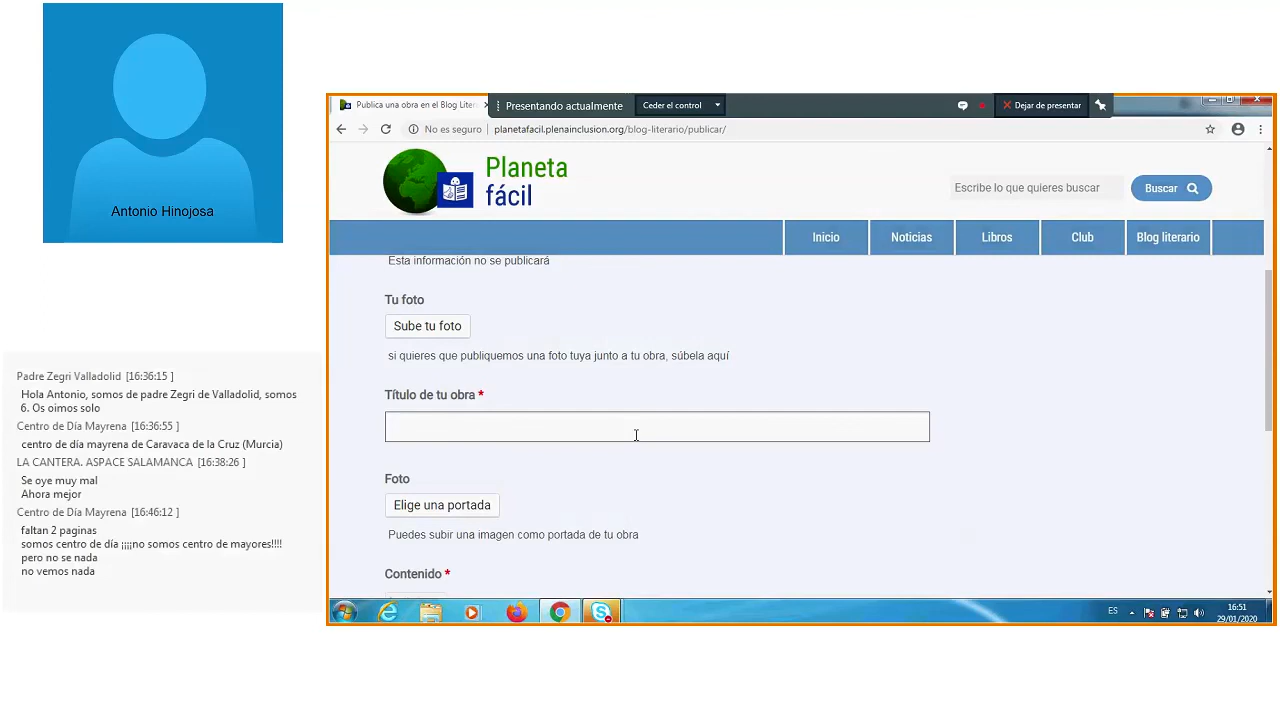 Antonio Hinojosa
Padre Zegri Valladolid [16:36:15 ]
Hola Antonio, somos de padre Zegri de Valladolid, somos
6. Os oimos solo
Centro de Día Mayrena [16:36:55 ]
centro de día mayrena de Caravaca de la Cruz (Murcia)
LA CANTERA. ASPACE SALAMANCA [16:38:26 ]
Se oye muy mal
Ahora mejor
Centro de Día Mayrena [16:46:12 ]
faltan 2 paginas
somos centro de día ¡¡¡¡no somos centro de mayores!!!!
pero no se nada
no vemos nada
Publica una obra en el Blog Liter
Presentando actualmente
Ceder el control
Dejar de presentar
No es seguro
planetafacil.plenainclusion.org/blog-literario/publicar/
Planeta
fácil
Escribe lo que quieres buscar
Buscar
Inicio
Noticias
Libros
Club
Blog literario
Esta información no se publicará
Tu foto
Sube tu foto
si quieres que publiquemos una foto tuya junto a tu obra, súbela aquí
Título de tu obra *
Foto
Elige una portada
Puedes subir una imagen como portada de tu obra
Contenido *
ES
16:51
29/01/2020